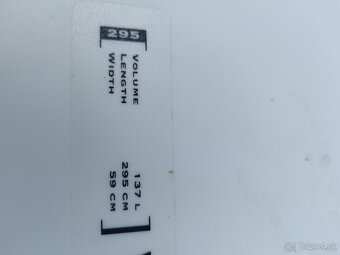 295
VOLUME 137 L
LENGTH 295 CM
WIDTH 59 CM
Bazos.sk